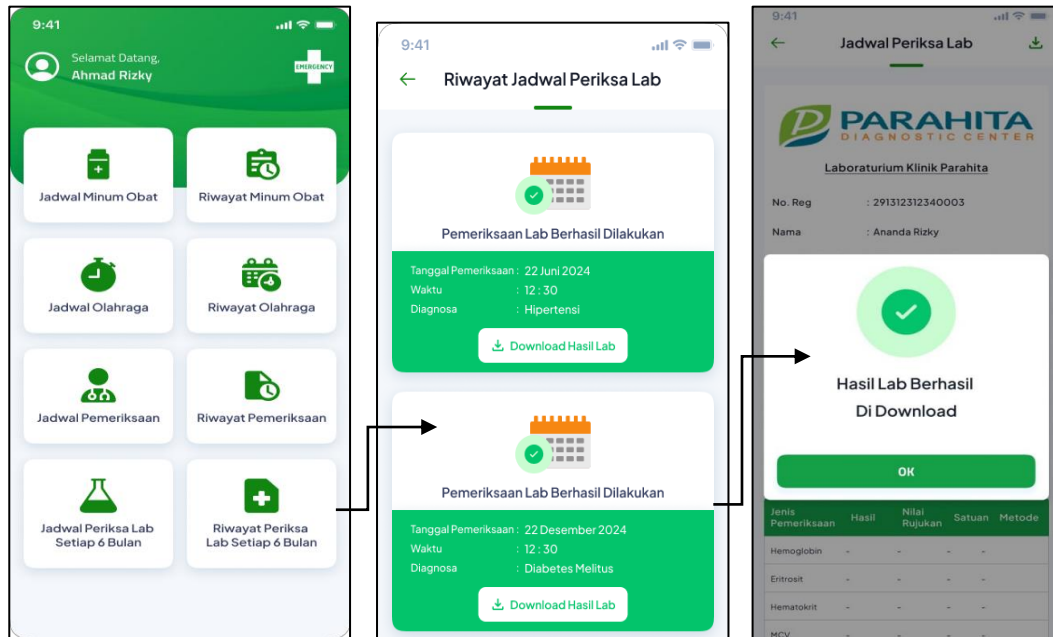 9:41
Selamat Datang,
Ahmad Rizky
EMERGENCY
Jadwal Minum Obat
Riwayat Minum Obat
Jadwal Olahraga
Riwayat Olahraga
Jadwal Pemeriksaan
Riwayat Pemeriksaan
Jadwal Periksa Lab
Setiap 6 Bulan
Riwayat Periksa
Lab Setiap 6 Bulan
9:41
Riwayat Jadwal Periksa Lab
Pemeriksaan Lab Berhasil Dilakukan
Tanggal Pemeriksaan : 22 Juni 2024
Waktu : 12 : 30
Diagnosa : Hipertensi
Download Hasil Lab
Pemeriksaan Lab Berhasil Dilakukan
Tanggal Pemeriksaan : 22 Desember 2024
Waktu : 12 : 30
Diagnosa : Diabetes Melitus
Download Hasil Lab
9:41
Jadwal Periksa Lab
PARAHITA
DIAGNOSTIC CENTER
Laboraturium Klinik Parahita
No. Reg : 291312312340003
Nama : Ananda Rizky
Hasil Lab Berhasil
Di Download
OK
Jenis Pemeriksaan Hasil Nilai Rujukan Satuan Metode
Hemoglobin - - - -
Eritrosit - - - -
Hematokrit - - - -
MCV